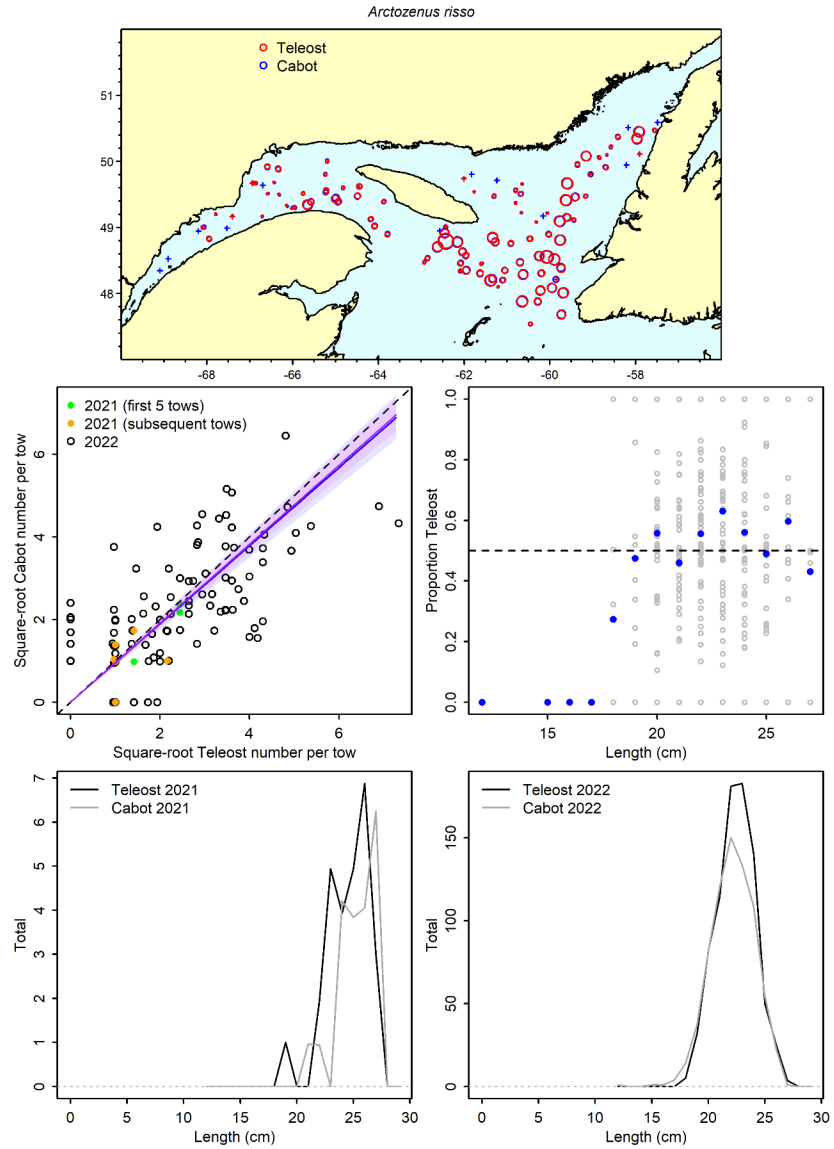 Arctozenus risso
Teleost
Cabot
51
50
49
48
-68 -66 -64 -62 -60 -58
2021 (first 5 tows)
2021 (subsequent tows)
2022
Square-root Cabot number per tow
0 2 4 6
0 2 4 6
Square-root Teleost number per tow
Proportion Teleost
0.0 0.2 0.4 0.6 0.8 1.0
15 20 25
Length (cm)
Teleost 2021
Cabot 2021
Total
0 1 2 3 4 5 6 7
0 5 10 15 20 25 30
Length (cm)
Teleost 2022
Cabot 2022
Total
0 50 100 150
0 5 10 15 20 25 30
Length (cm)